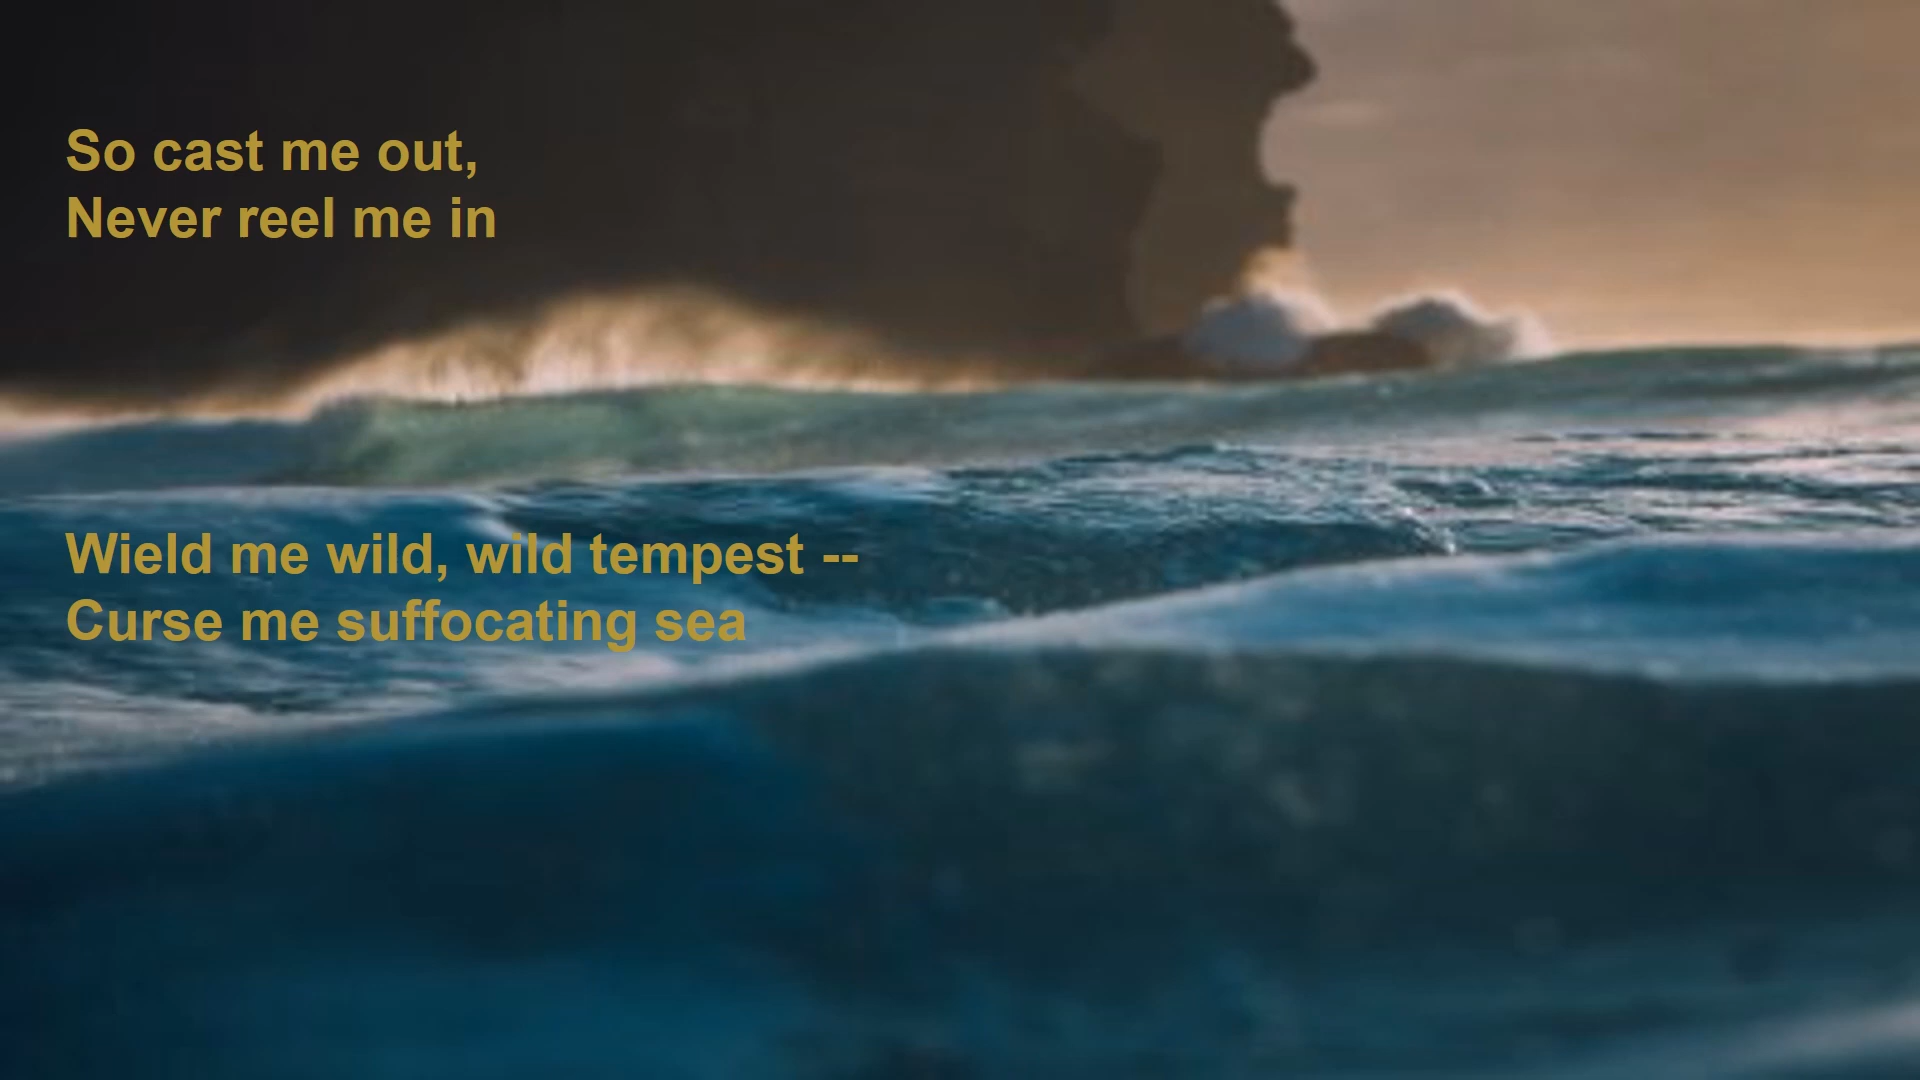 So cast me out,
Never reel me in
Wield me wild, wild tempest --
Curse me suffocating sea